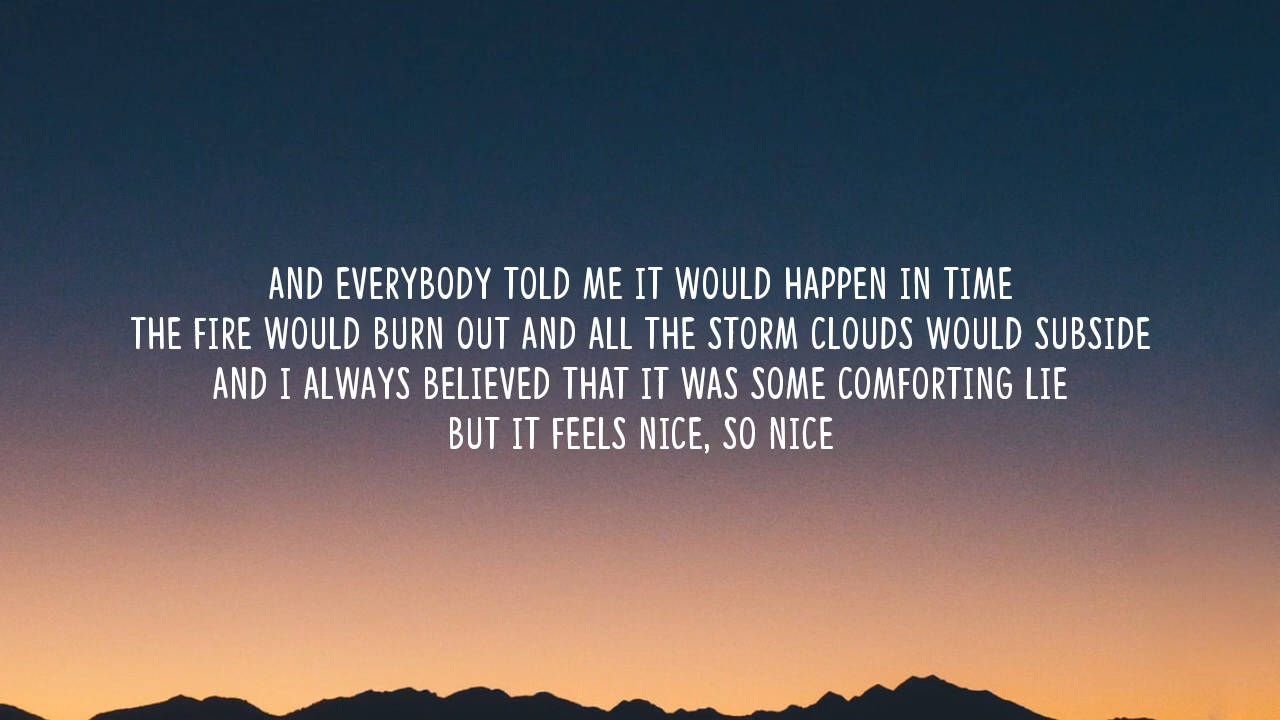 AND EVERYBODY TOLD ME IT WOULD HAPPEN IN TIME
THE FIRE WOULD BURN OUT AND ALL THE STORM CLOUDS WOULD SUBSIDE
AND I ALWAYS BELIEVED THAT IT WAS SOME COMFORTING LIE
BUT IT FEELS NICE, SO NICE